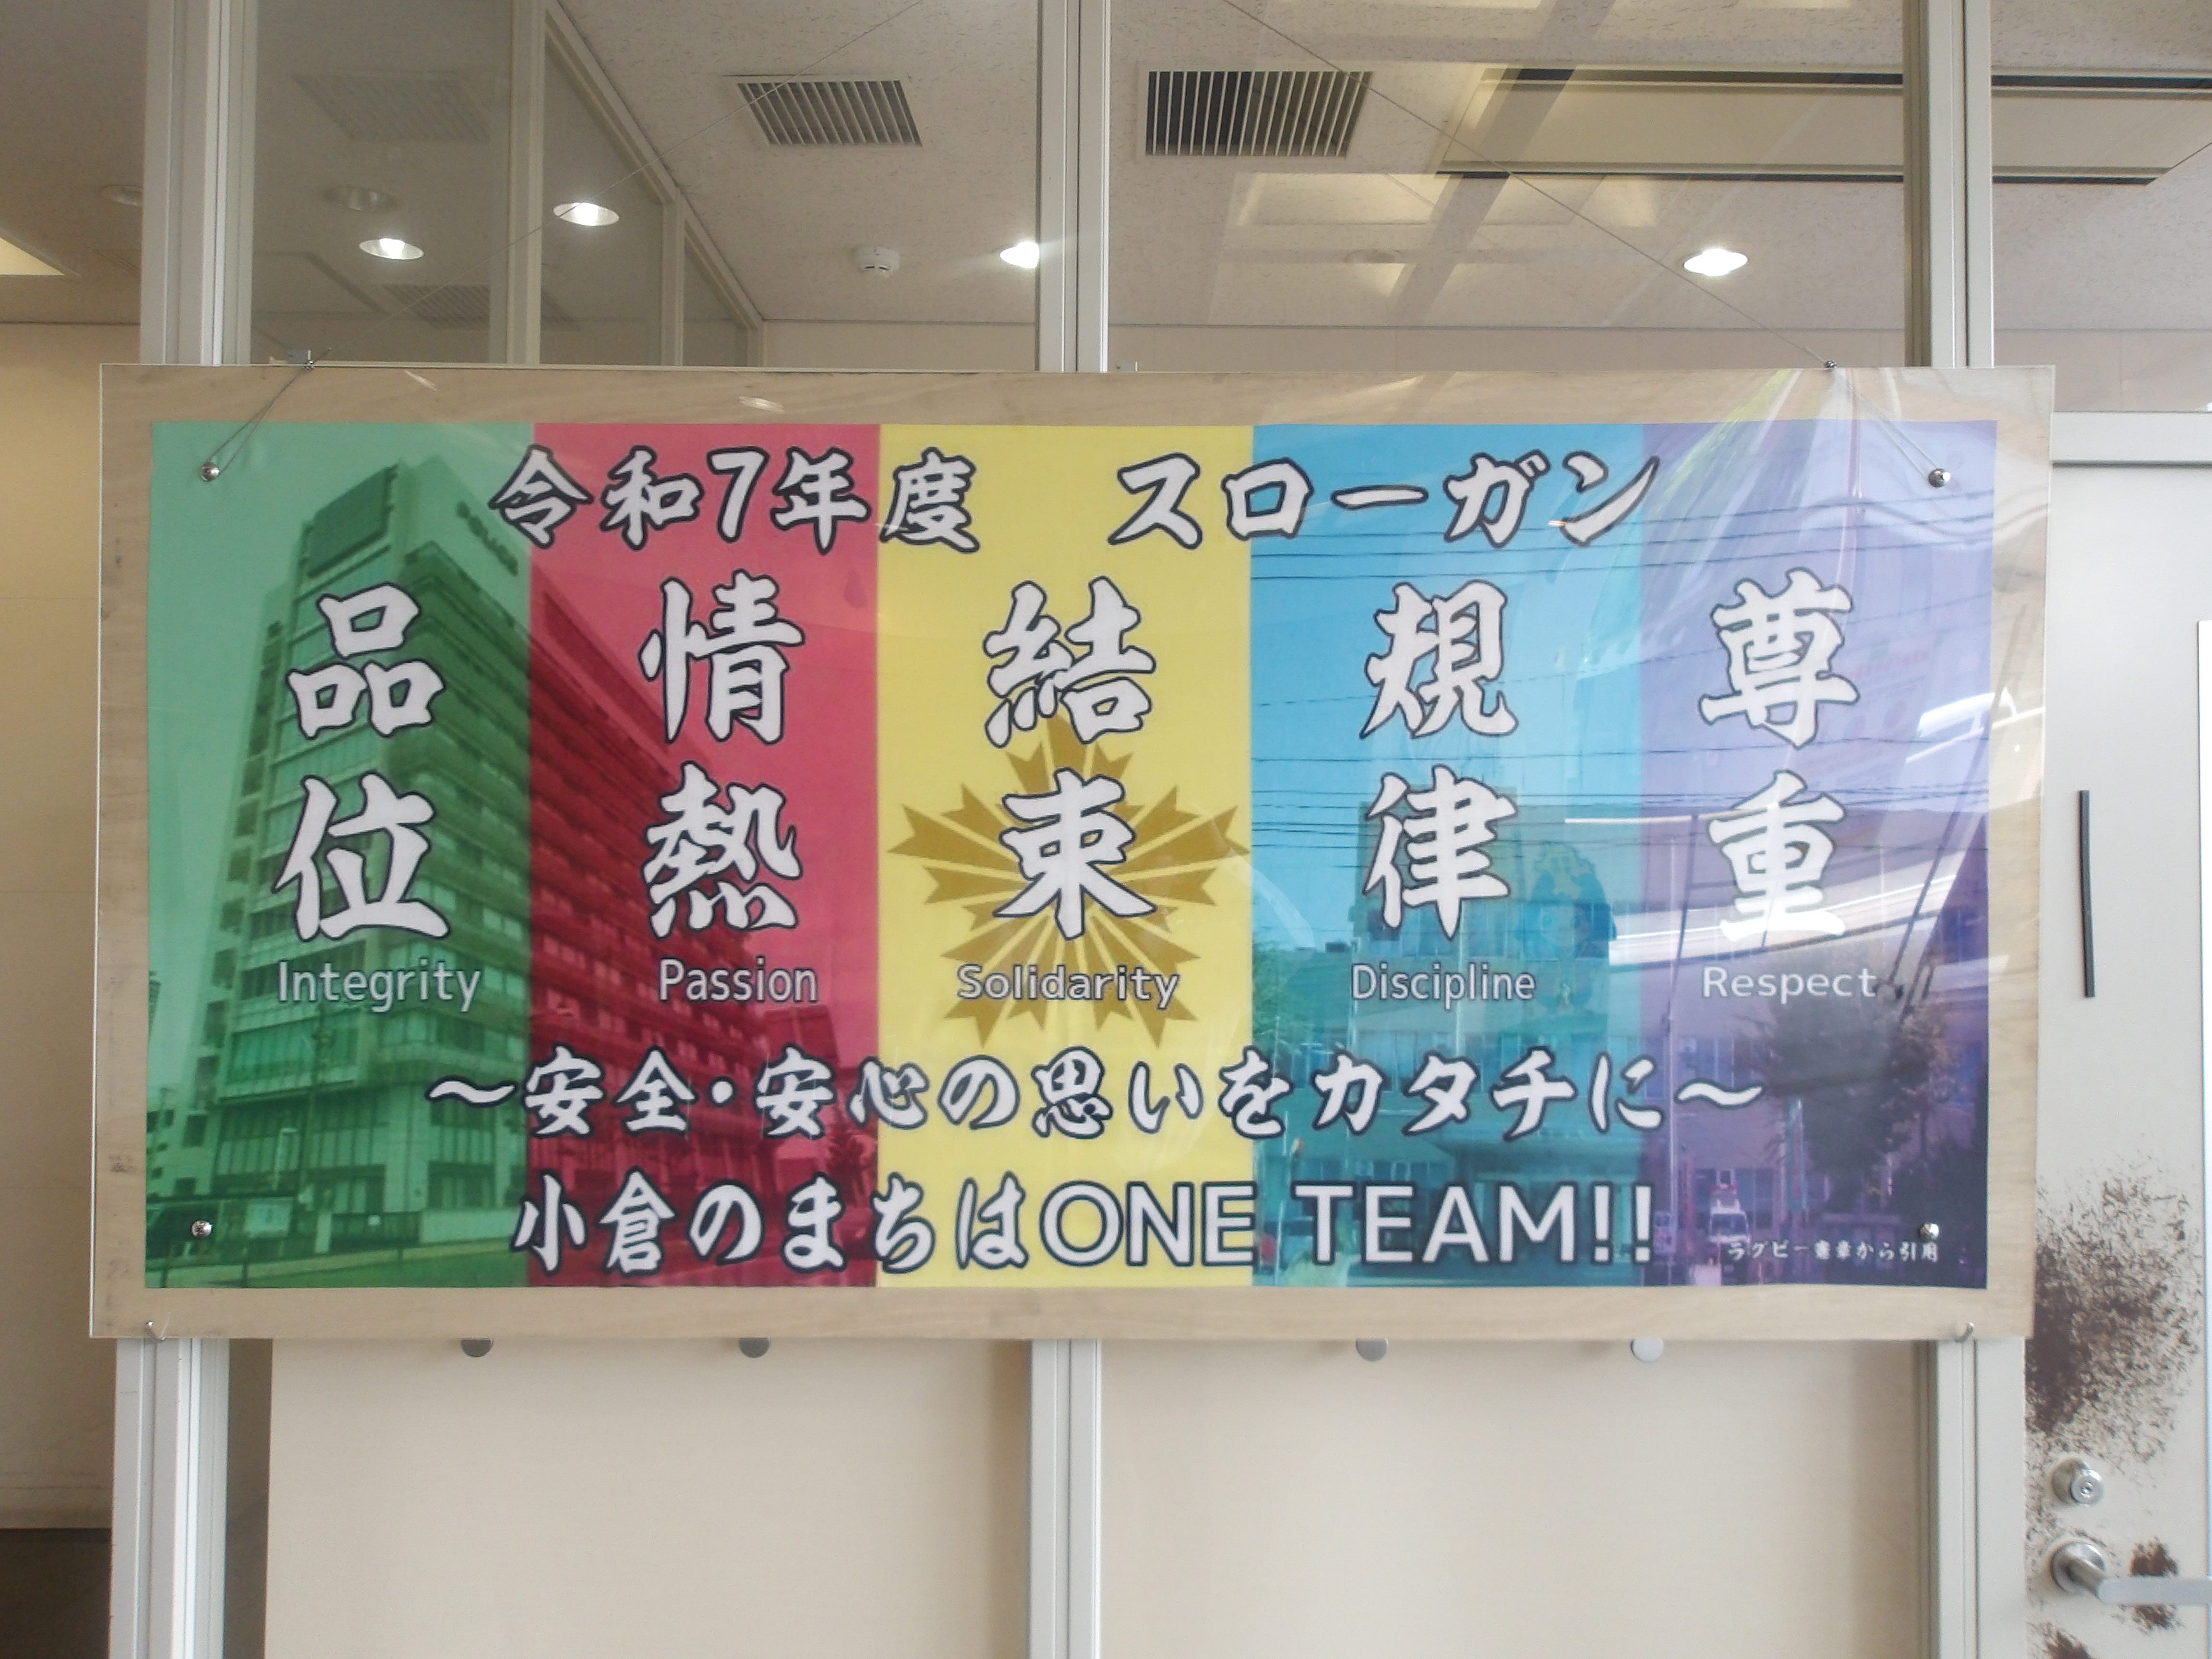 令和7年度 スローガン
品位 情熱 結束 規律 尊重
Integrity Passion Solidarity Discipline Respect
～安全・安心の思いをカタチに～
小倉のまちはONE TEAM!!
ラグビー憲章から引用
POLICE